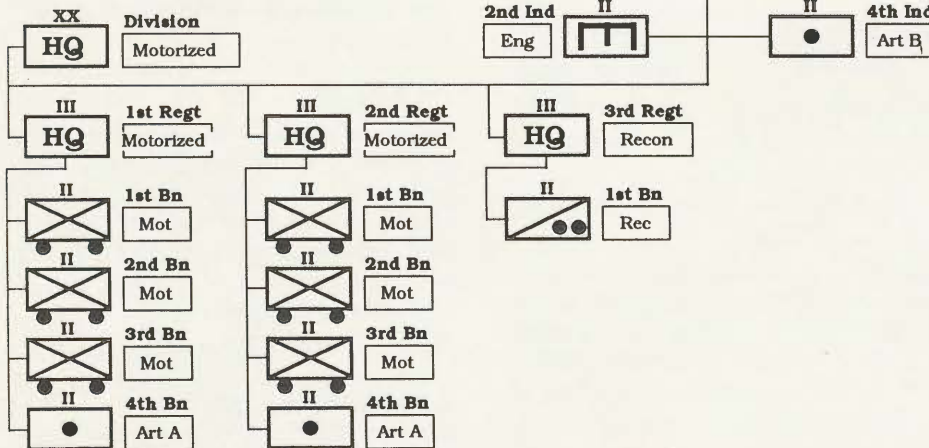 XX
Division
HQ
Motorized
2nd Ind
II
Eng
II
4th Ind
Art B
III
1st Regt
HQ
Motorized
III
2nd Regt
HQ
Motorized
III
3rd Regt
HQ
Recon
II
1st Bn
Mot
II
2nd Bn
Mot
II
3rd Bn
Mot
II
4th Bn
Art A
II
1st Bn
Mot
II
2nd Bn
Mot
II
3rd Bn
Mot
II
4th Bn
Art A
II
1st Bn
Rec